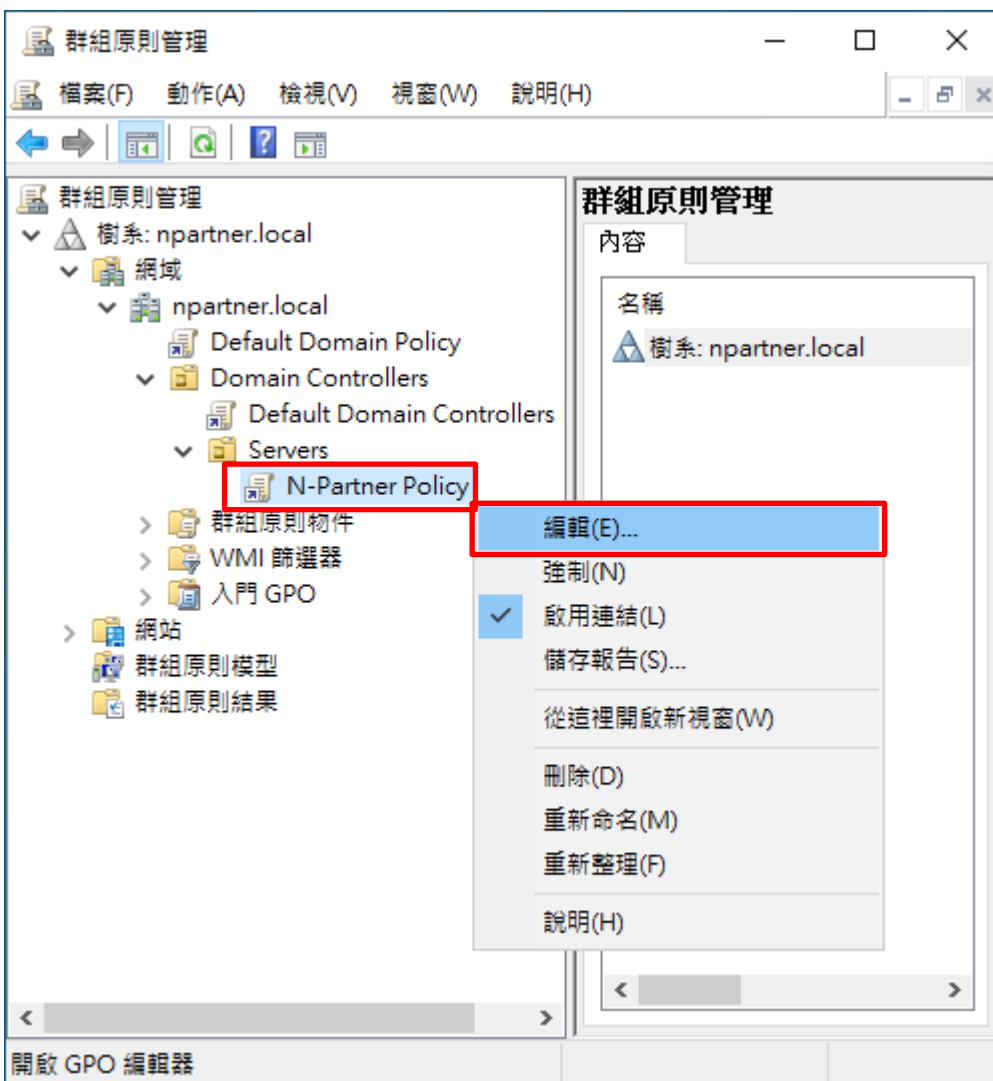 群組原則管理
檔案(F) 動作(A) 檢視(V) 視窗(W) 說明(H)
群組原則管理
樹系: npartner.local
網域
npartner.local
Default Domain Policy
Domain Controllers
Default Domain Controllers
Servers
N-Partner Policy
群組原則物件
WMI 篩選器
入門 GPO
網站
群組原則模型
群組原則結果
群組原則管理
內容
名稱
樹系: npartner.local
編輯(E)...
強制(N)
啟用連結(L)
儲存報告(S)...
從這裡開啟新視窗(W)
刪除(D)
重新命名(M)
重新整理(F)
說明(H)
開啟 GPO 編輯器